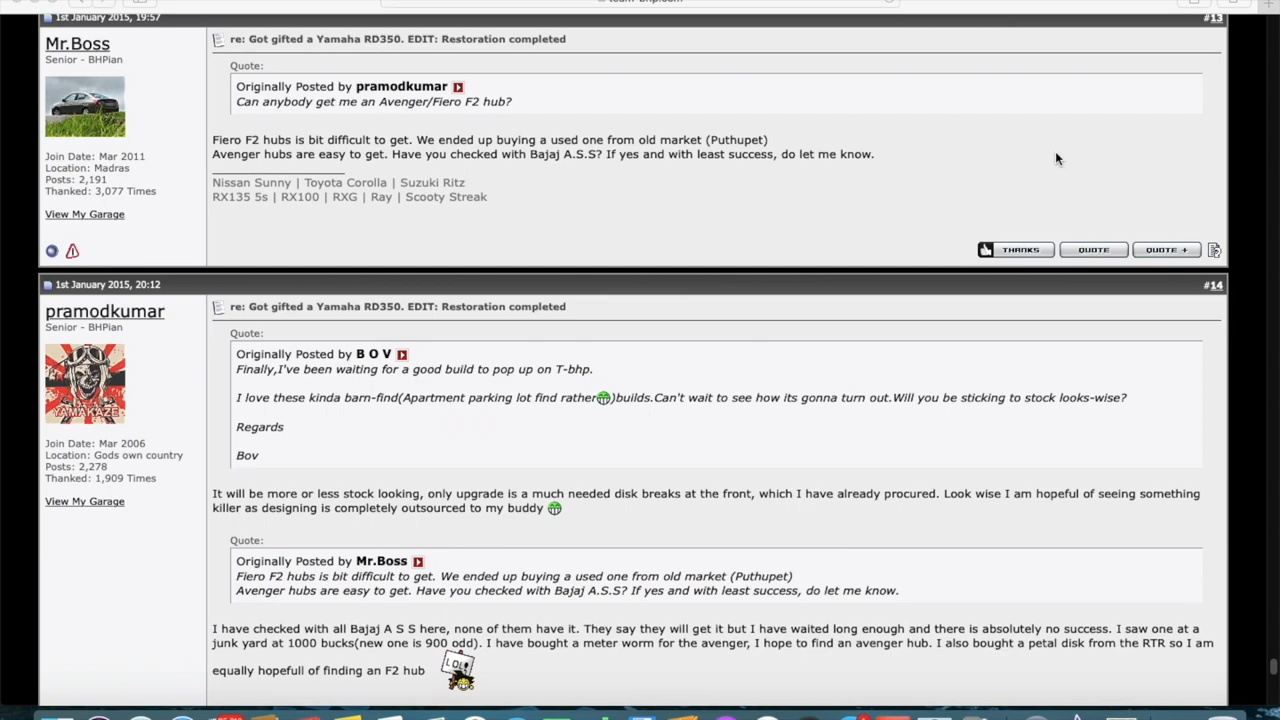 1st January 2015, 19:57
#13
Mr.Boss
Senior - BHPian
Join Date: Mar 2011
Location: Madras
Posts: 2,191
Thanked: 3,077 Times
View My Garage
re: Got gifted a Yamaha RD350. EDIT: Restoration completed
Quote:
Originally Posted by pramodkumar
Can anybody get me an Avenger/Fiero F2 hub?
Fiero F2 hubs is bit difficult to get. We ended up buying a used one from old market (Puthupet)
Avenger hubs are easy to get. Have you checked with Bajaj A.S.S? If yes and with least success, do let me know.
Nissan Sunny | Toyota Corolla | Suzuki Ritz
RX135 5s | RX100 | RXG | Ray | Scooty Streak
THANKS QUOTE QUOTE +
1st January 2015, 20:12
#14
pramodkumar
Senior - BHPian
YAMAKAZE
Join Date: Mar 2006
Location: Gods own country
Posts: 2,278
Thanked: 1,909 Times
View My Garage
re: Got gifted a Yamaha RD350. EDIT: Restoration completed
Quote:
Originally Posted by B O V
Finally,I've been waiting for a good build to pop up on T-bhp.
I love these kinda barn-find(Apartment parking lot find rather)builds.Can't wait to see how its gonna turn out.Will you be sticking to stock looks-wise?
Regards
Bov
It will be more or less stock looking, only upgrade is a much needed disk breaks at the front, which I have already procured. Look wise I am hopeful of seeing something
killer as designing is completely outsourced to my buddy
Quote:
Originally Posted by Mr.Boss
Fiero F2 hubs is bit difficult to get. We ended up buying a used one from old market (Puthupet)
Avenger hubs are easy to get. Have you checked with Bajaj A.S.S? If yes and with least success, do let me know.
I have checked with all Bajaj A S S here, none of them have it. They say they will get it but I have waited long enough and there is absolutely no success. I saw one at a
junk yard at 1000 bucks(new one is 900 odd). I have bought a meter worm for the avenger, I hope to find an avenger hub. I also bought a petal disk from the RTR so I am
equally hopefull of finding an F2 hub
LOL!